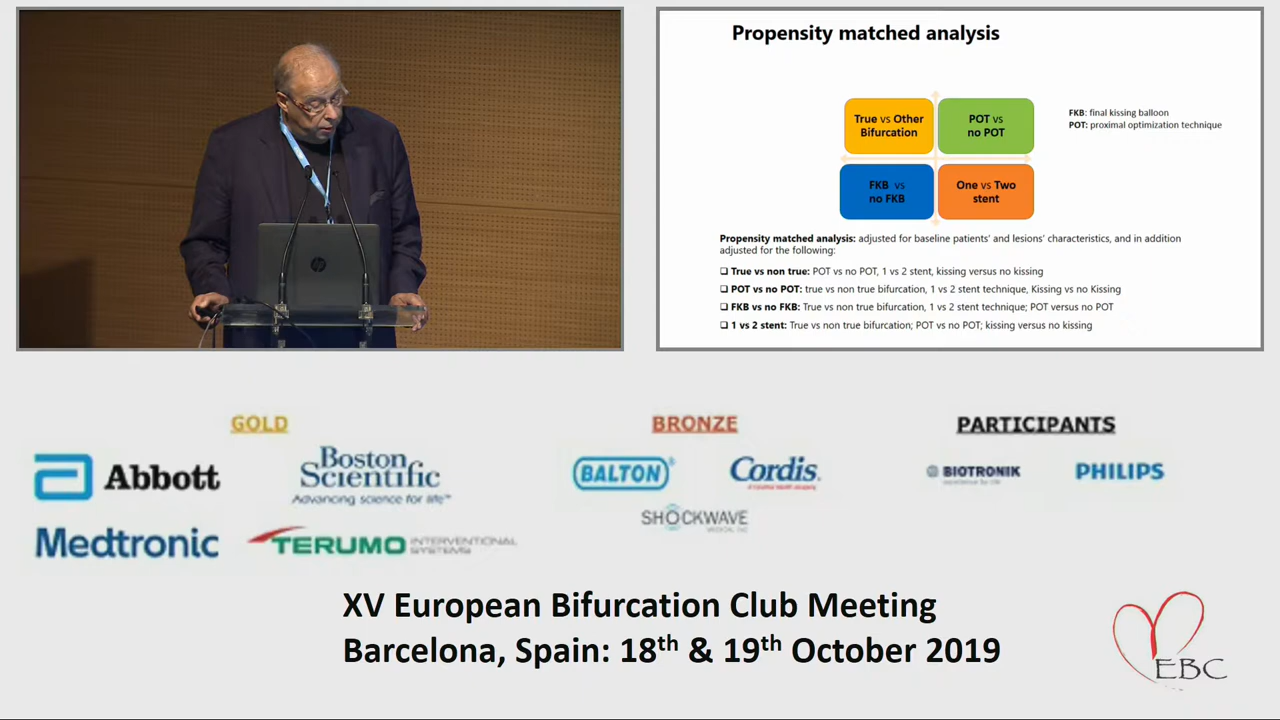 Propensity matched analysis
True vs Other
Bifurcation
POT vs
no POT
FKB: final kissing balloon
POT: proximal optimization technique
FKB vs
no FKB
One vs Two
stent
Propensity matched analysis: adjusted for baseline patients' and lesions' characteristics, and in addition
adjusted for the following:
❑ True vs non true: POT vs no POT, 1 vs 2 stent, kissing versus no kissing
❑ POT vs no POT: true vs non true bifurcation, 1 vs 2 stent technique, Kissing vs no Kissing
❑ FKB vs no FKB: True vs non true bifurcation, 1 vs 2 stent technique; POT versus no POT
❑ 1 vs 2 stent: True vs non true bifurcation; POT vs no POT; kissing versus no kissing
hp
GOLD
BRONZE
PARTICIPANTS
Abbott
Boston
Scientific
Advancing science for life™
BALTON®
Cordis.
BIOTRONIK
excellence for life
PHILIPS
SHOCKWAVE
Medtronic
TERUMO INTERVENTIONAL
SYSTEMS
XV European Bifurcation Club Meeting
Barcelona, Spain: 18th & 19th October 2019
EBC